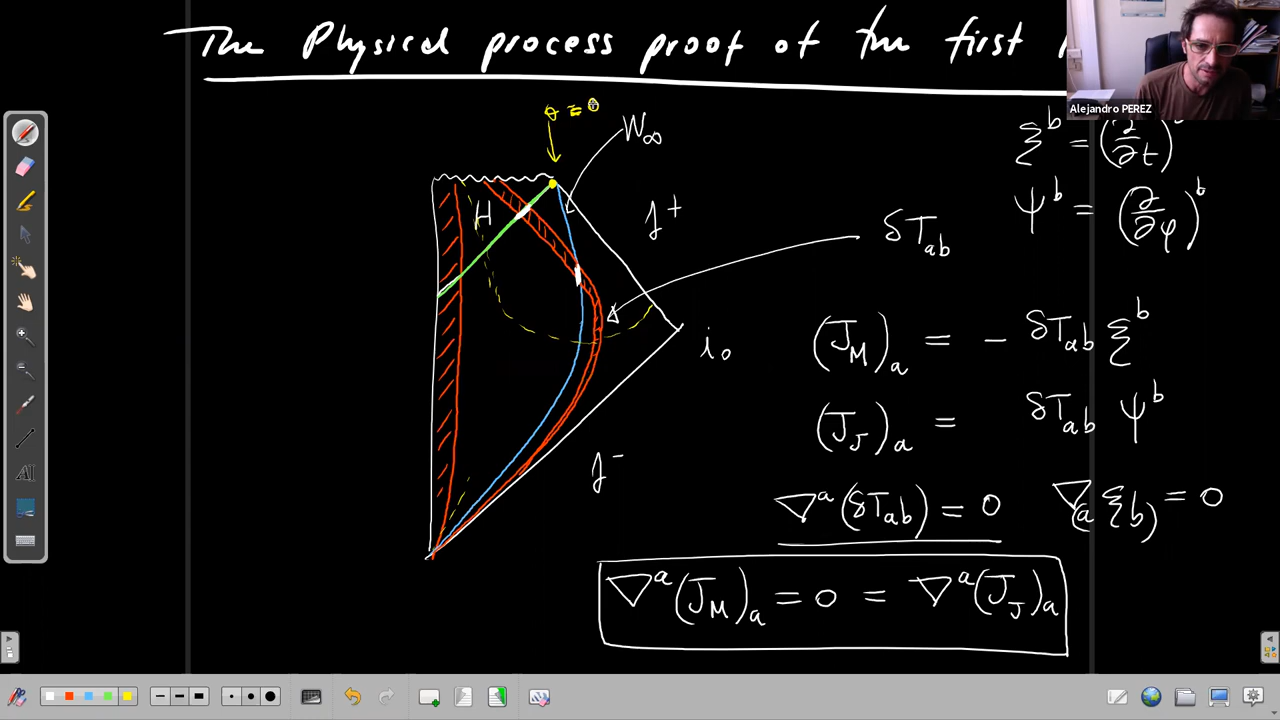 The Physical process proof of the first
Alejandro PEREZ
θ = 0
W∞
H
J⁺
δT_ab
i₀
J⁻
ξ^b = (∂/∂t)^b
ψ^b = (∂/∂φ)^b
(J_M)_a = − δT_ab ξ^b
(J_J)_a = δT_ab ψ^b
∇^a(δT_ab) = 0 ∇_(a ξ_b) = 0
∇^a(J_M)_a = 0 = ∇^a(J_J)_a